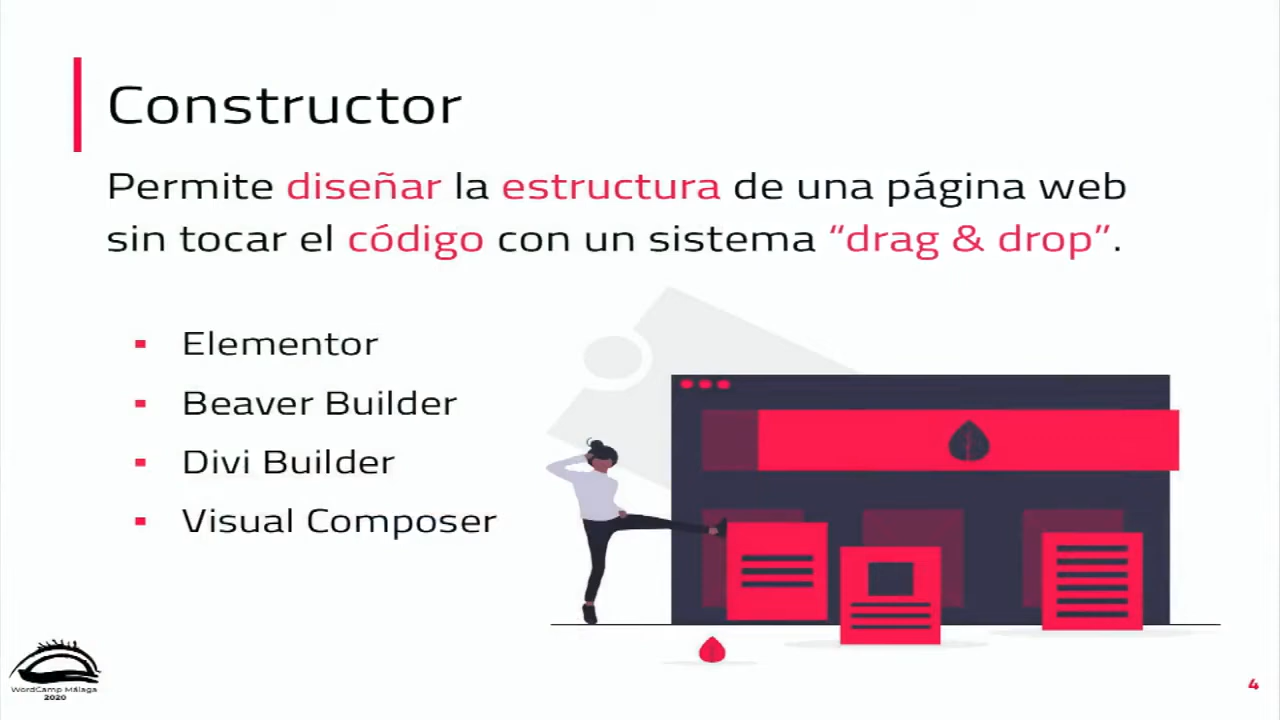 Constructor
Permite diseñar la estructura de una página web
sin tocar el código con un sistema “drag & drop”.
▪ Elementor
▪ Beaver Builder
▪ Divi Builder
▪ Visual Composer
WordCamp Málaga
2020
4